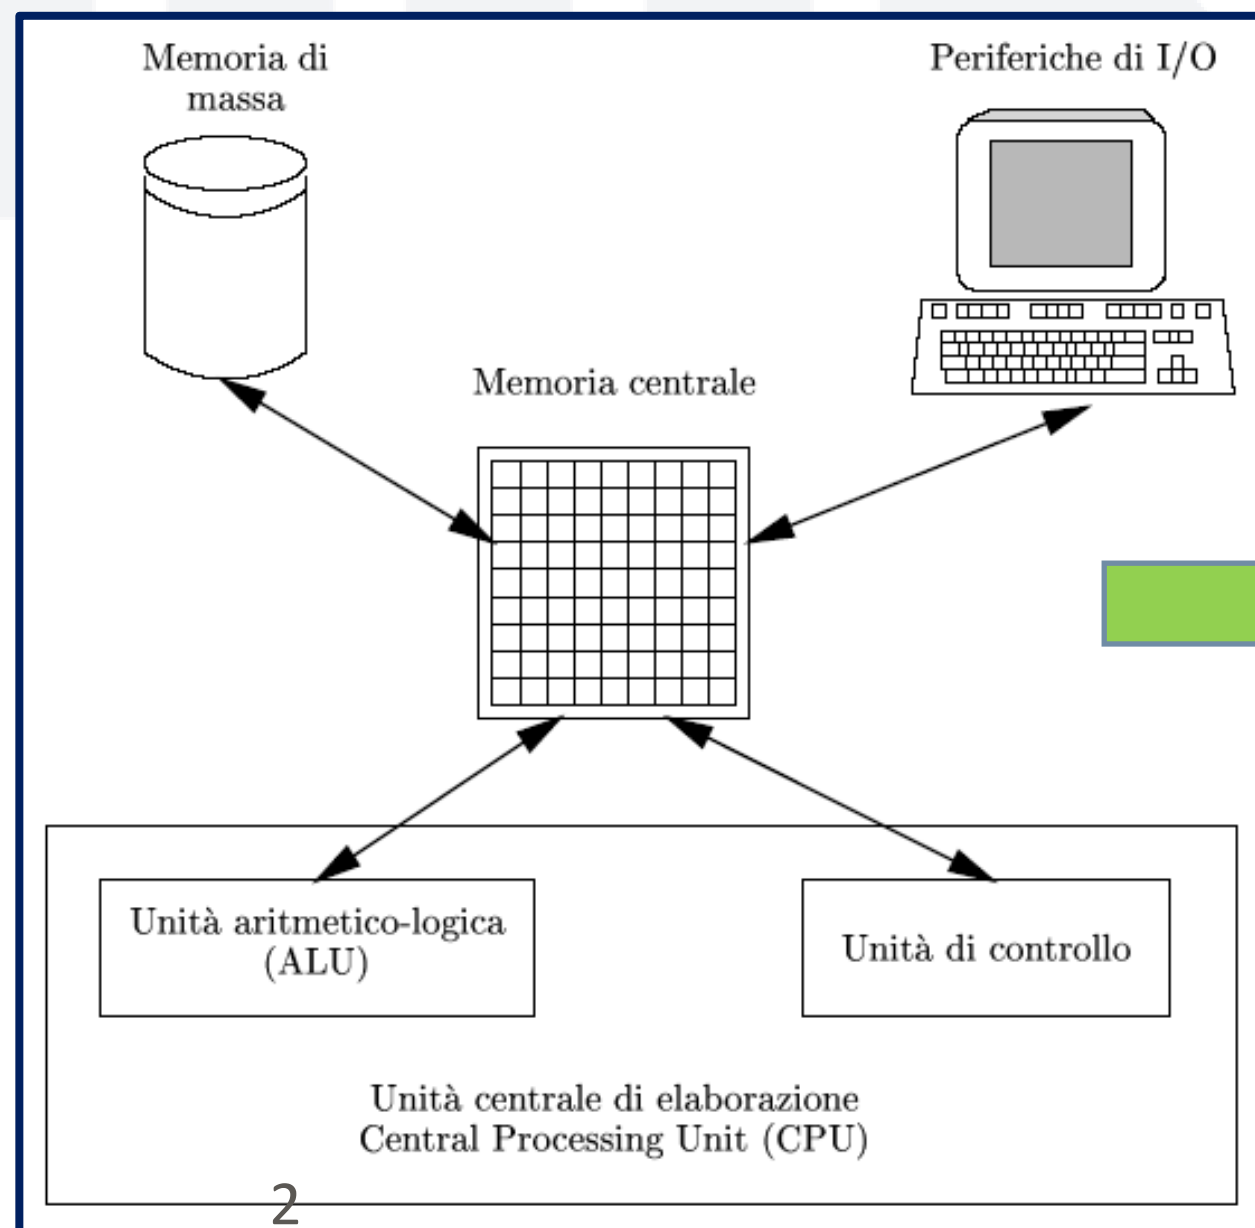 Memoria di
massa
Periferiche di I/O
Memoria centrale
Unità aritmetico-logica
(ALU)
Unità di controllo
Unità centrale di elaborazione
Central Processing Unit (CPU)
2